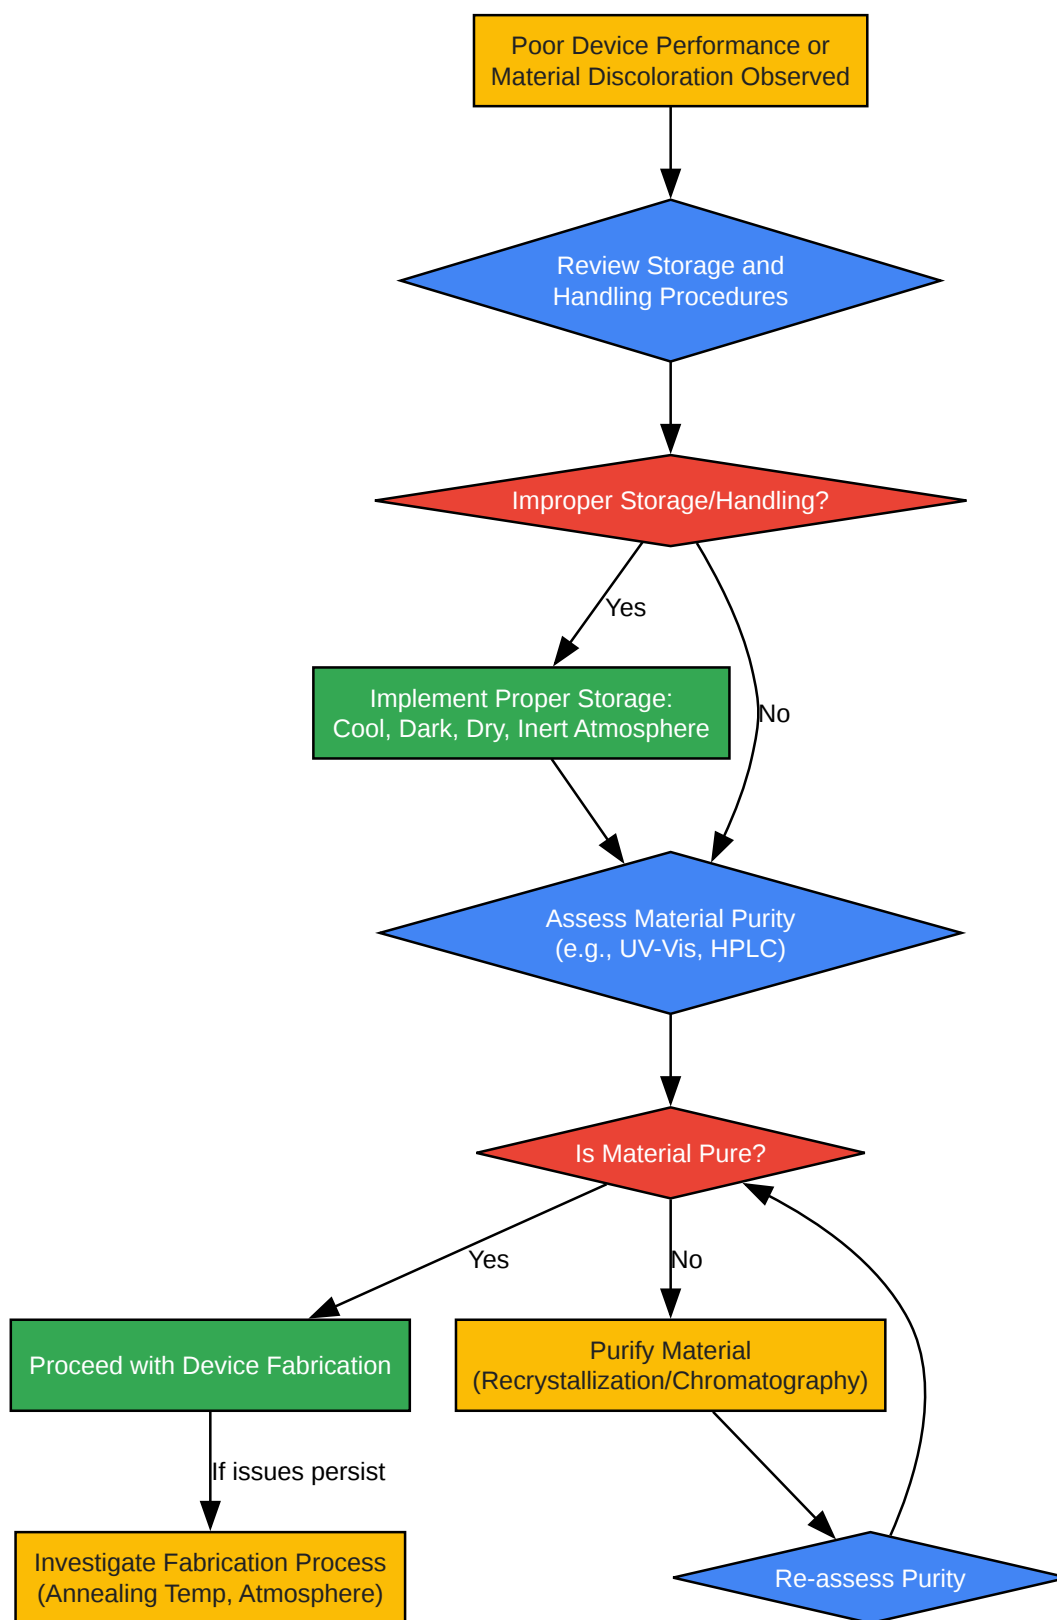 Poor Device Performance or
Material Discoloration Observed
Review Storage and
Handling Procedures
Improper Storage/Handling?
Yes
Implement Proper Storage:
Cool, Dark, Dry, Inert Atmosphere
No
Assess Material Purity
(e.g., UV-Vis, HPLC)
Is Material Pure?
Yes
No
Proceed with Device Fabrication
Purify Material
(Recrystallization/Chromatography)
If issues persist
Investigate Fabrication Process
(Annealing Temp, Atmosphere)
Re-assess Purity